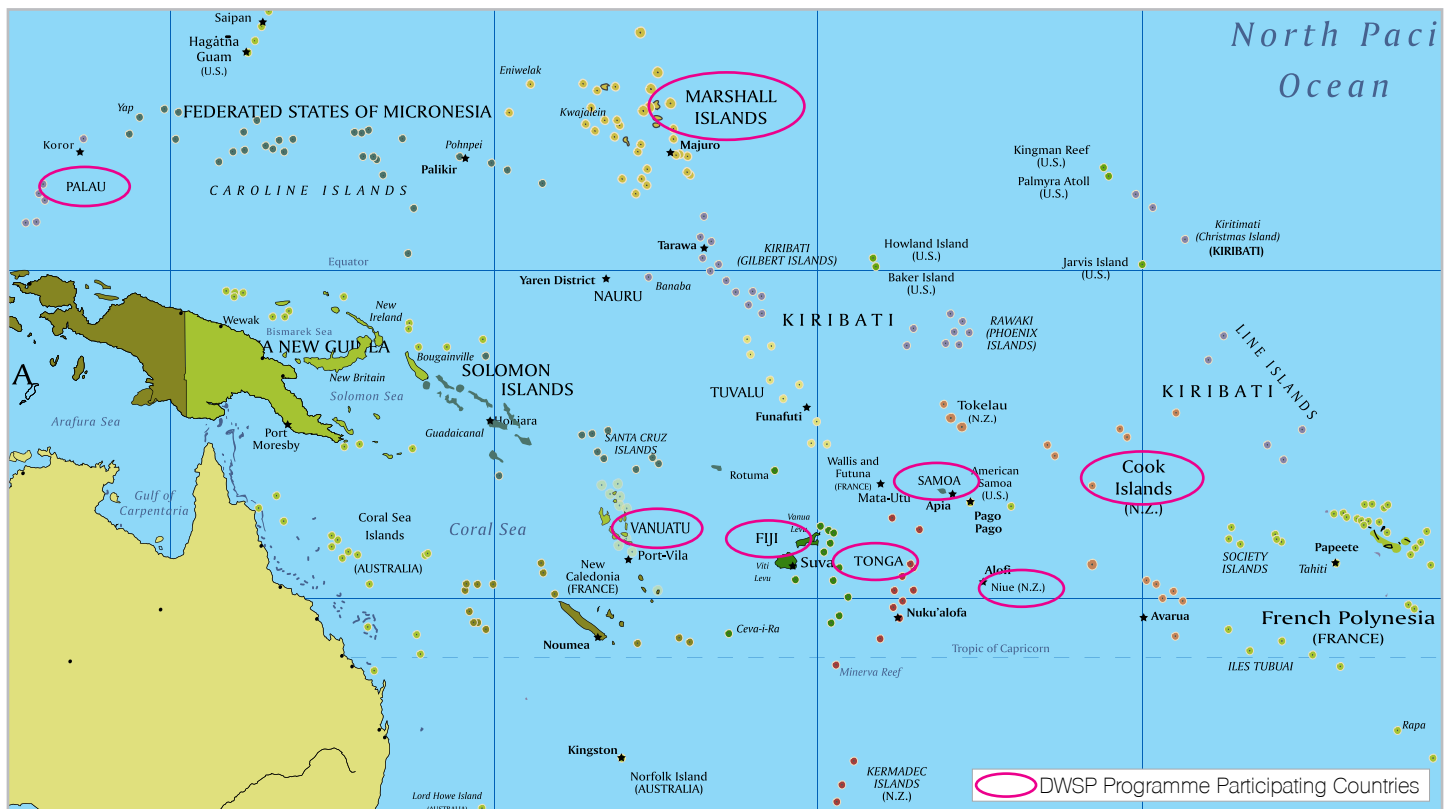 Saipan
Hagåtña
Guam
(U.S.)
North Paci
Ocean
Eniwelak
Kwajalein
MARSHALL
ISLANDS
Majuro
Yap
FEDERATED STATES OF MICRONESIA
Koror
PALAU
Pohnpei
Palikir
CAROLINE ISLANDS
Kingman Reef
(U.S.)
Palmyra Atoll
(U.S.)
Kiritimati
(Christmas Island)
(KIRIBATI)
Tarawa
KIRIBATI
(GILBERT ISLANDS)
Howland Island
(U.S.)
Baker Island
(U.S.)
Jarvis Island
(U.S.)
Equator
Yaren District
NAURU
Banaba
KIRIBATI
RAWAKI
(PHOENIX
ISLANDS)
LINE ISLANDS
KIRIBATI
New
Ireland
Wewak
Bismarek Sea
A NEW GUINEA
Bougainville
New Britain
Solomon Sea
SOLOMON
ISLANDS
A
Arafura Sea
Port
Moresby
Guadaicanal
Honiara
TUVALU
Funafuti
Tokelau
(N.Z.)
SANTA CRUZ
ISLANDS
Rotuma
Wallis and
Futuna
(FRANCE)
Mata-Utu
SAMOA
Apia
American
Samoa
(U.S.)
Pago
Pago
Cook
Islands
(N.Z.)
Gulf of
Carpentaria
Coral Sea
Islands
(AUSTRALIA)
Coral Sea
VANUATU
Port-Vila
New
Caledonia
(FRANCE)
Noumea
FIJI
Vanua
Levu
Viti
Levu
Suva
TONGA
Nuku'alofa
Alofi
Niue (N.Z.)
SOCIETY
ISLANDS
Papeete
Tahiti
Avarua
French Polynesia
(FRANCE)
Ceva-i-Ra
Tropic of Capricorn
Minerva Reef
ILES TUBUAI
Rapa
Kingston
Norfolk Island
(AUSTRALIA)
KERMADEC
ISLANDS
(N.Z.)
Lord Howe Island
(AUSTRALIA)
DWSP Programme Participating Countries